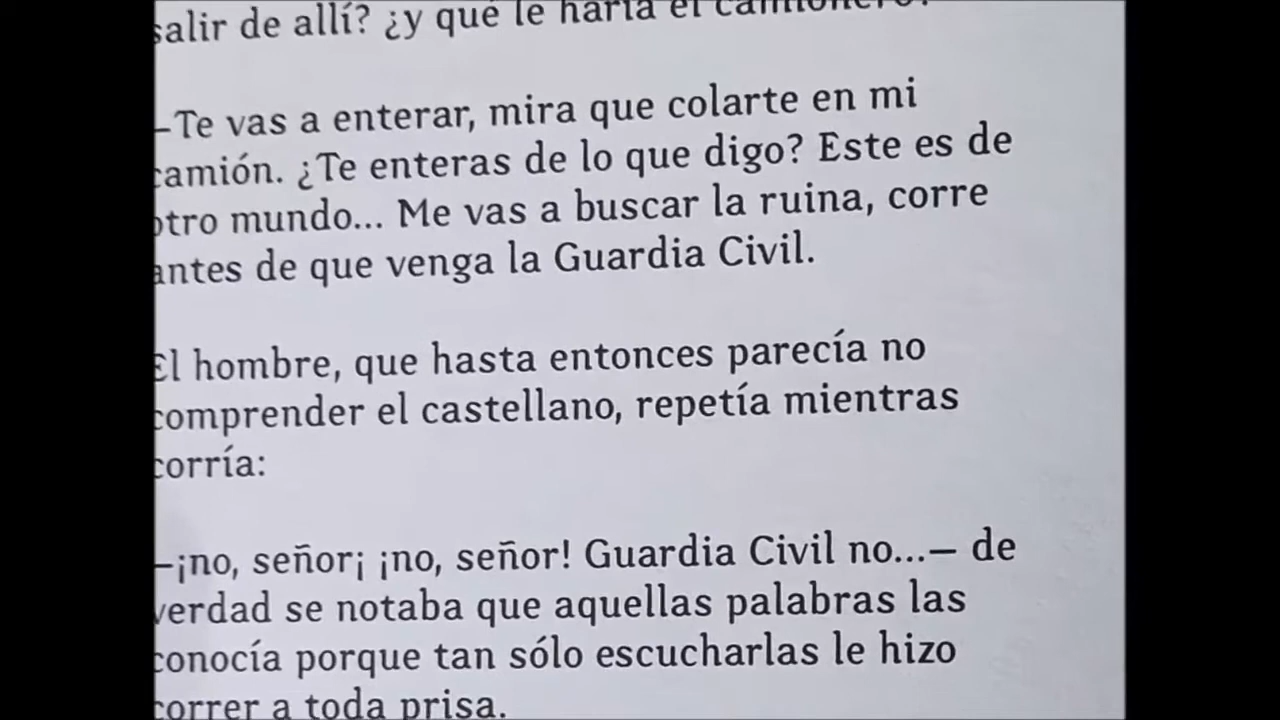 salir de allí? ¿y qué le haría el camionero?
—Te vas a enterar, mira que colarte en mi
camión. ¿Te enteras de lo que digo? Este es de
otro mundo... Me vas a buscar la ruina, corre
antes de que venga la Guardia Civil.
El hombre, que hasta entonces parecía no
comprender el castellano, repetía mientras
corría:
—¡no, señor¡ ¡no, señor! Guardia Civil no...— de
verdad se notaba que aquellas palabras las
conocía porque tan sólo escucharlas le hizo
correr a toda prisa.